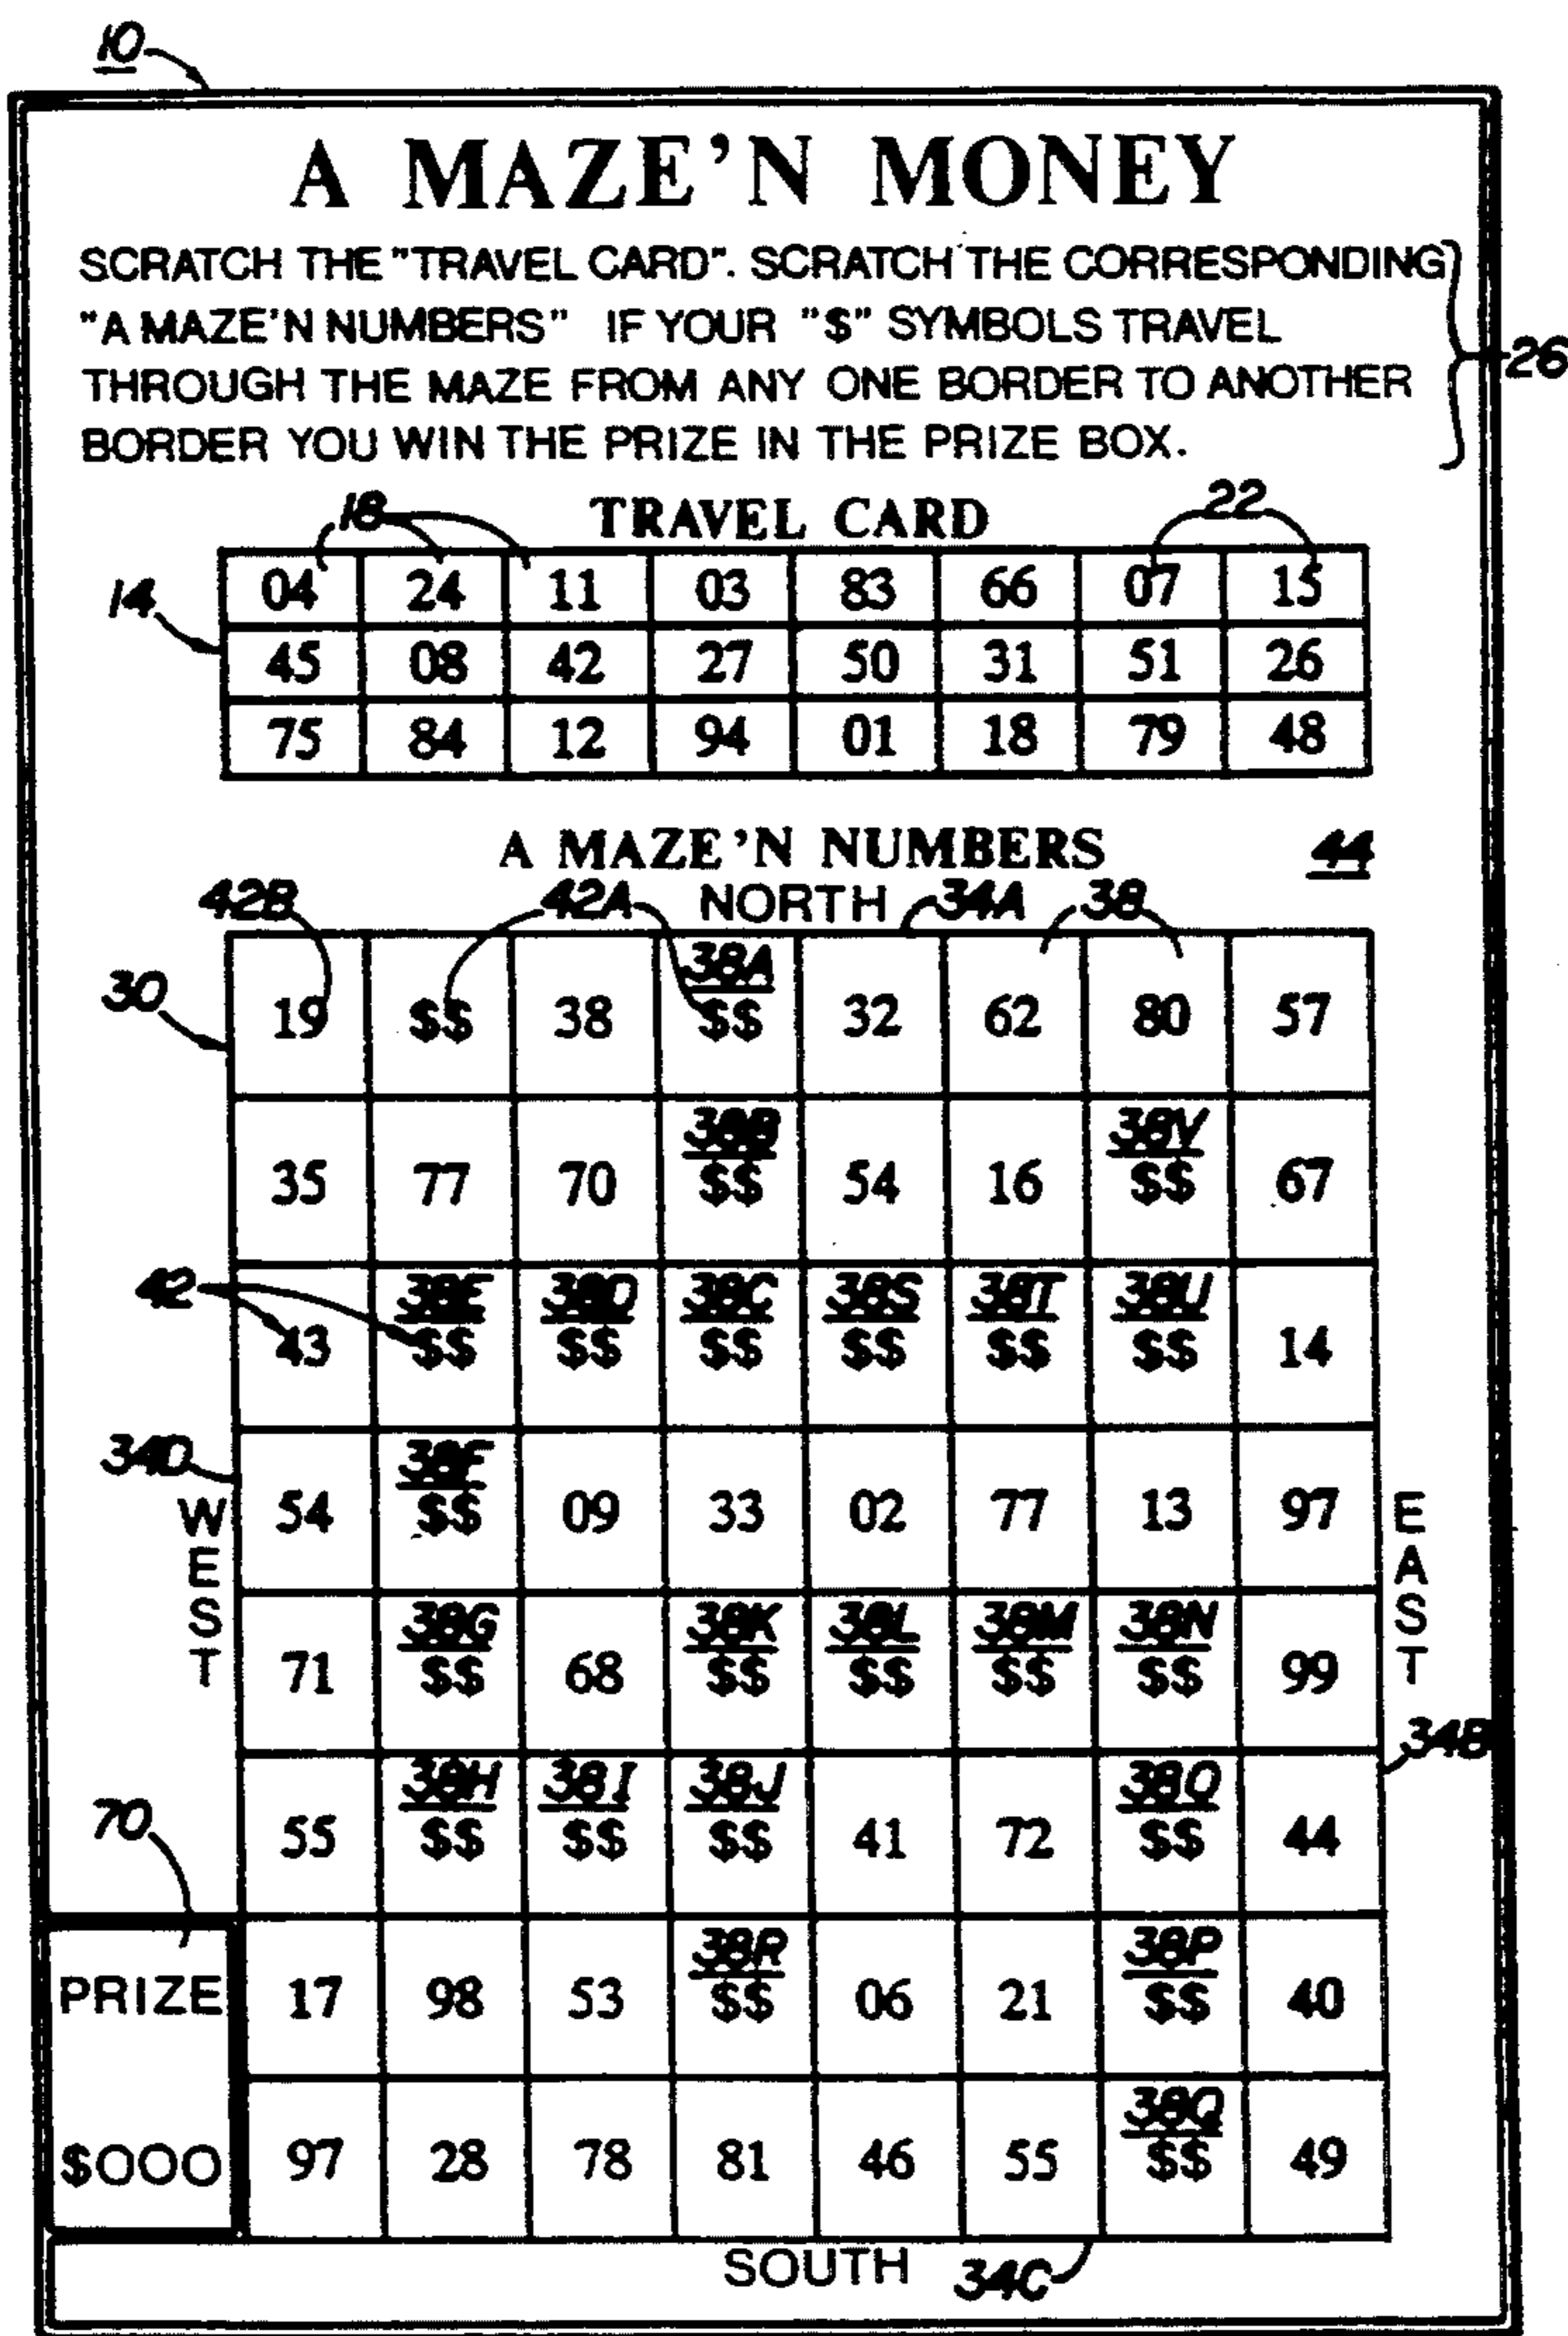 10
A MAZE'N MONEY
SCRATCH THE "TRAVEL CARD". SCRATCH THE CORRESPONDING
"A MAZE'N NUMBERS" IF YOUR "$" SYMBOLS TRAVEL
THROUGH THE MAZE FROM ANY ONE BORDER TO ANOTHER
BORDER YOU WIN THE PRIZE IN THE PRIZE BOX.
26
18 TRAVEL CARD 22
14
04 24 11 03 83 66 07 15
45 08 42 27 50 31 51 26
75 84 12 94 01 18 79 48
A MAZE'N NUMBERS 44
42B 42A NORTH 34A 38
30
38A
19 $$ 38 $$ 32 62 80 57
38B 38V
35 77 70 $$ 54 16 $$ 67
42 38E 38D 38C 38S 38T 38U
43 $$ $$ $$ $$ $$ $$ 14
34D 38F
54 $$ 09 33 02 77 13 97
WEST
EAST
38G 38K 38L 38M 38N
71 $$ 68 $$ $$ $$ $$ 99
34B
38H 38I 38J 38O
55 $$ $$ $$ 41 72 $$ 44
70
38R 38P
PRIZE 17 98 53 $$ 06 21 $$ 40
38Q
$000 97 28 78 81 46 55 $$ 49
SOUTH 34C